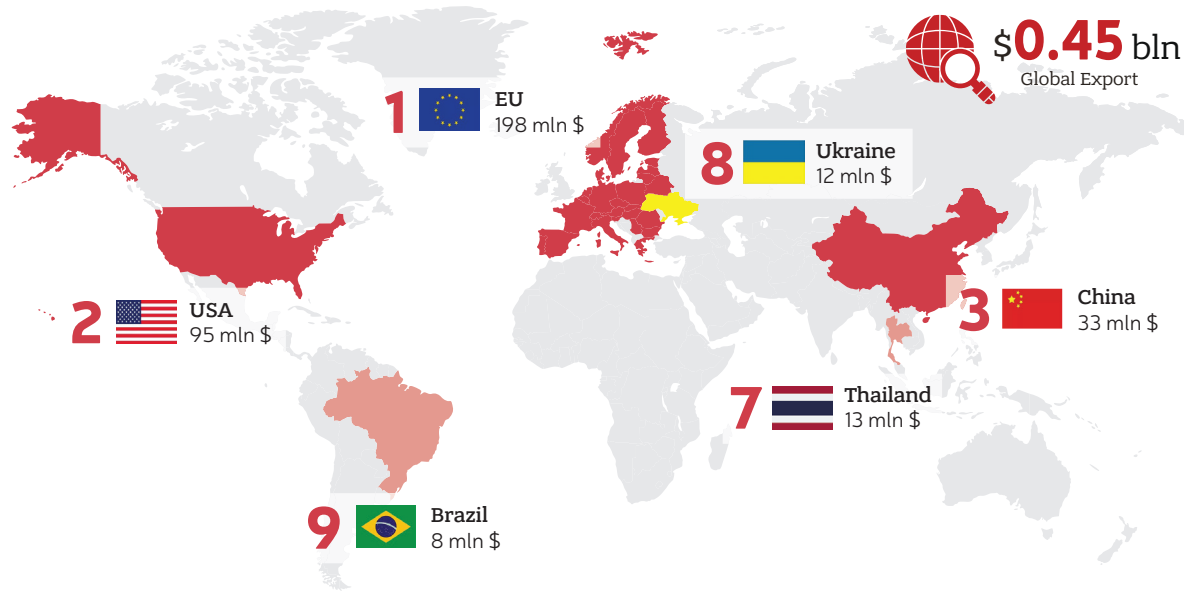 $0.45 bln
Global Export
1
EU
198 mln $
8
Ukraine
12 mln $
2
USA
95 mln $
3
China
33 mln $
7
Thailand
13 mln $
9
Brazil
8 mln $